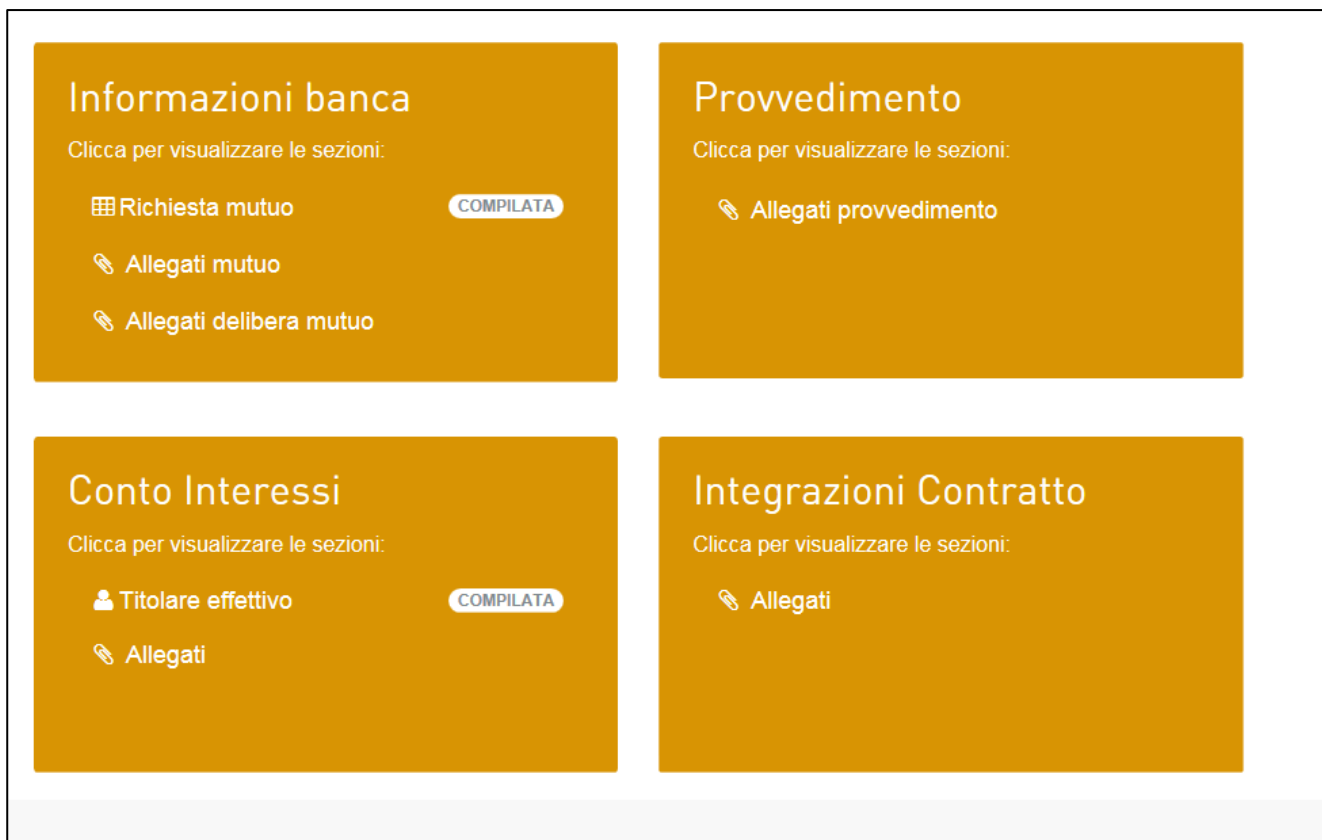 Informazioni banca
Clicca per visualizzare le sezioni:
Richiesta mutuo COMPILATA
Allegati mutuo
Allegati delibera mutuo
Provvedimento
Clicca per visualizzare le sezioni:
Allegati provvedimento
Conto Interessi
Clicca per visualizzare le sezioni:
Titolare effettivo COMPILATA
Allegati
Integrazioni Contratto
Clicca per visualizzare le sezioni:
Allegati